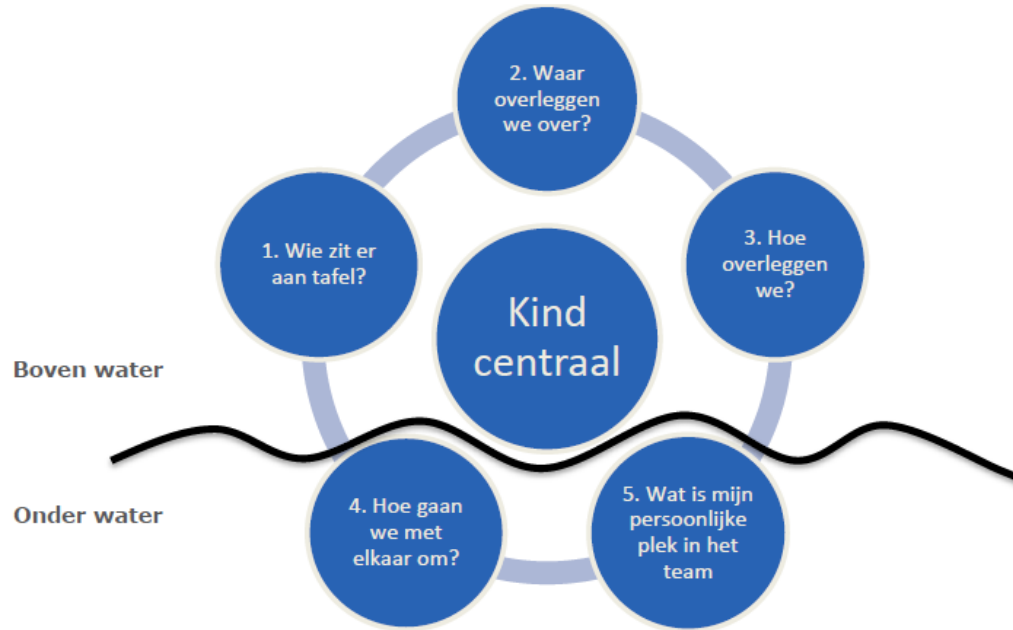 2. Waar
overleggen
we over?
1. Wie zit er
aan tafel?
3. Hoe
overleggen
we?
Kind
centraal
Boven water
Onder water
4. Hoe gaan
we met
elkaar om?
5. Wat is mijn
persoonlijke
plek in het
team